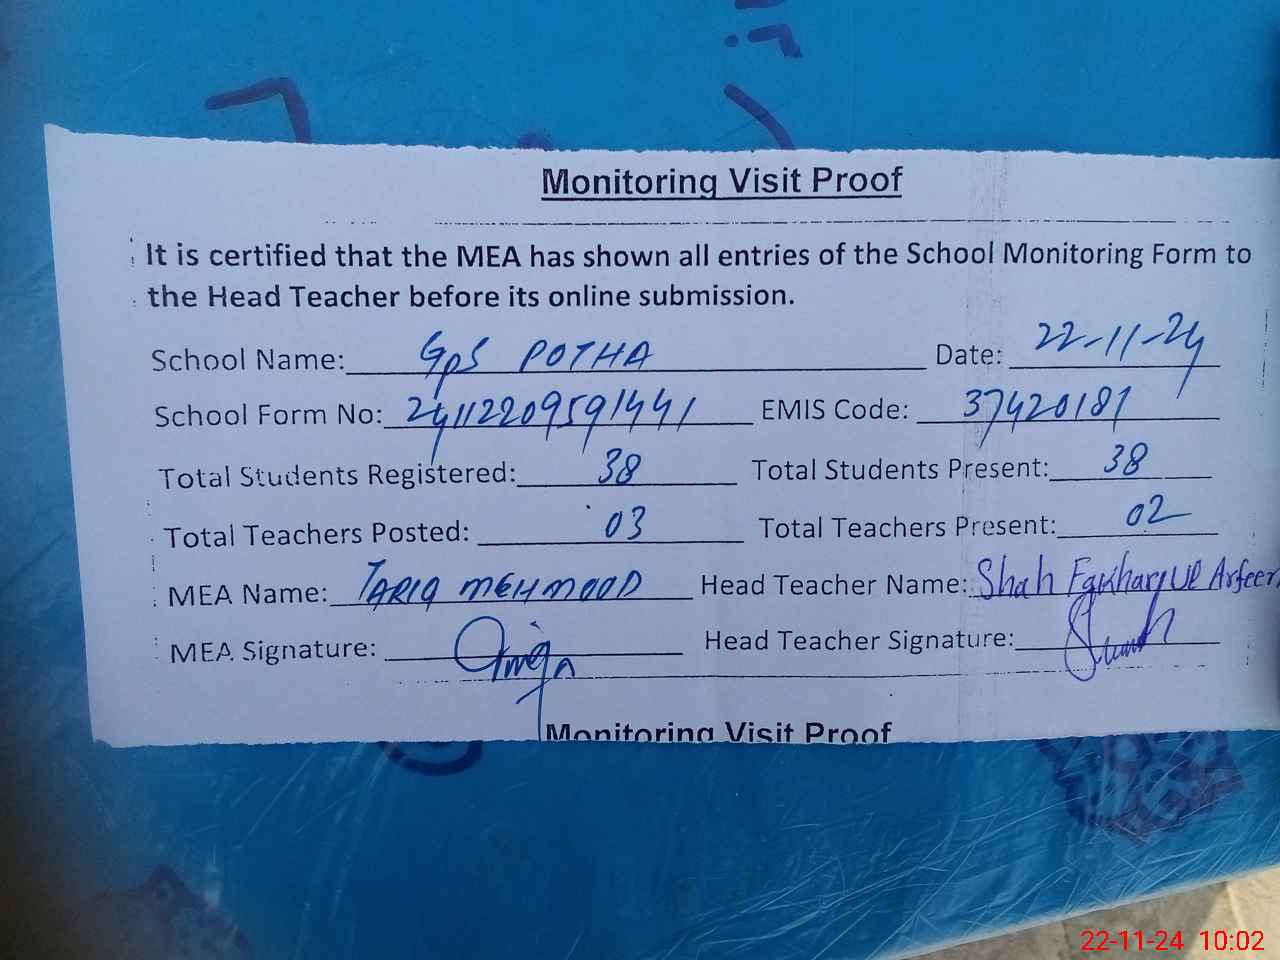 Monitoring Visit Proof
It is certified that the MEA has shown all entries of the School Monitoring Form to
the Head Teacher before its online submission.
School Name: GPS POTHA Date: 22-11-24
School Form No: 24112209591441 EMIS Code: 37420181
Total Students Registered: 38 Total Students Present: 38
Total Teachers Posted: 03 Total Teachers Present: 02
MEA Name: TARIQ MEHMOOD Head Teacher Name: Shah
MEA Signature: Head Teacher Signature:
Monitoring Visit Proof
22-11-24 10:02